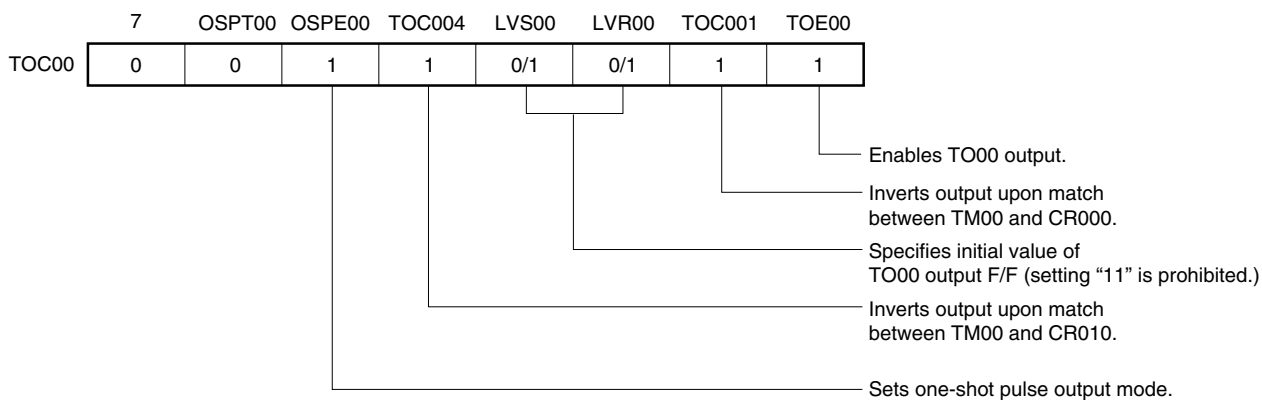 7 OSPT00 OSPE00 TOC004 LVS00 LVR00 TOC001 TOE00
TOC00 0 0 1 1 0/1 0/1 1 1
Enables TO00 output.
Inverts output upon match
between TM00 and CR000.
Specifies initial value of
TO00 output F/F (setting “11” is prohibited.)
Inverts output upon match
between TM00 and CR010.
Sets one-shot pulse output mode.